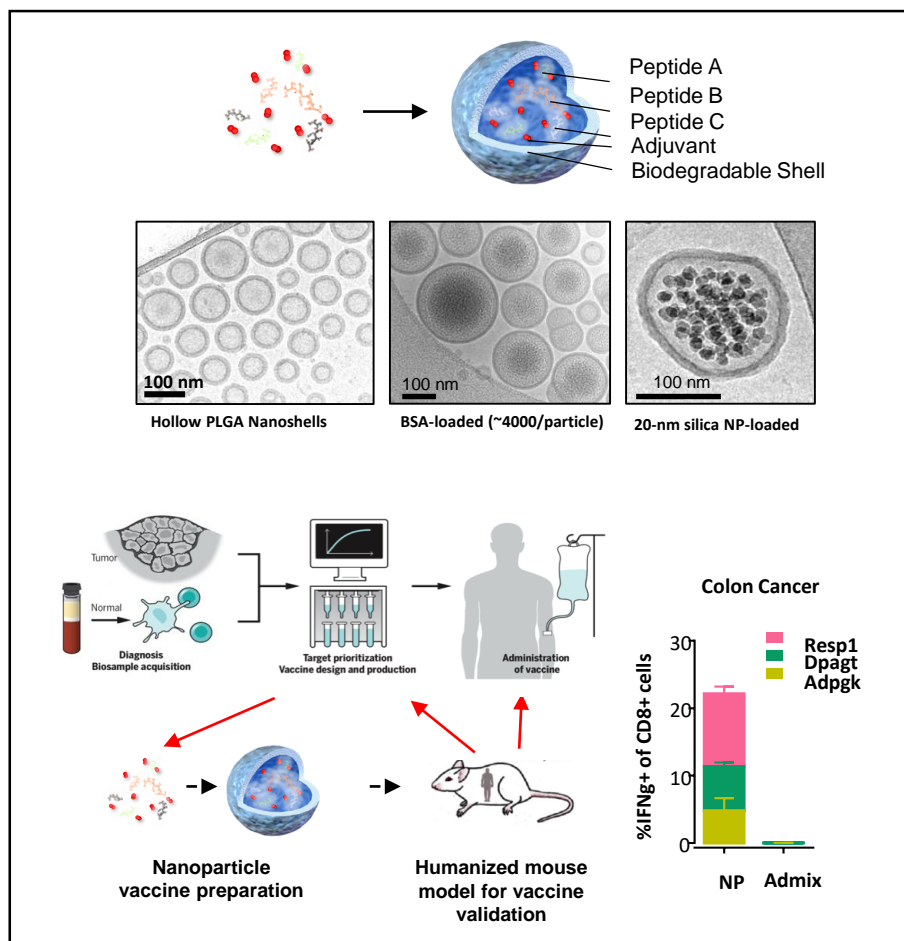 Peptide A
Peptide B
Peptide C
Adjuvant
Biodegradable Shell
100 nm
100 nm
100 nm
Hollow PLGA Nanoshells
BSA-loaded (~4000/particle)
20-nm silica NP-loaded
Tumor
Normal
Diagnosis
Biosample acquisition
Target prioritization
Vaccine design and production
Administration
of vaccine
Nanoparticle
vaccine preparation
Humanized mouse
model for vaccine
validation
Colon Cancer
Resp1
Dpagt
Adpgk
%IFNg+ of CD8+ cells
30
20
10
0
NP
Admix